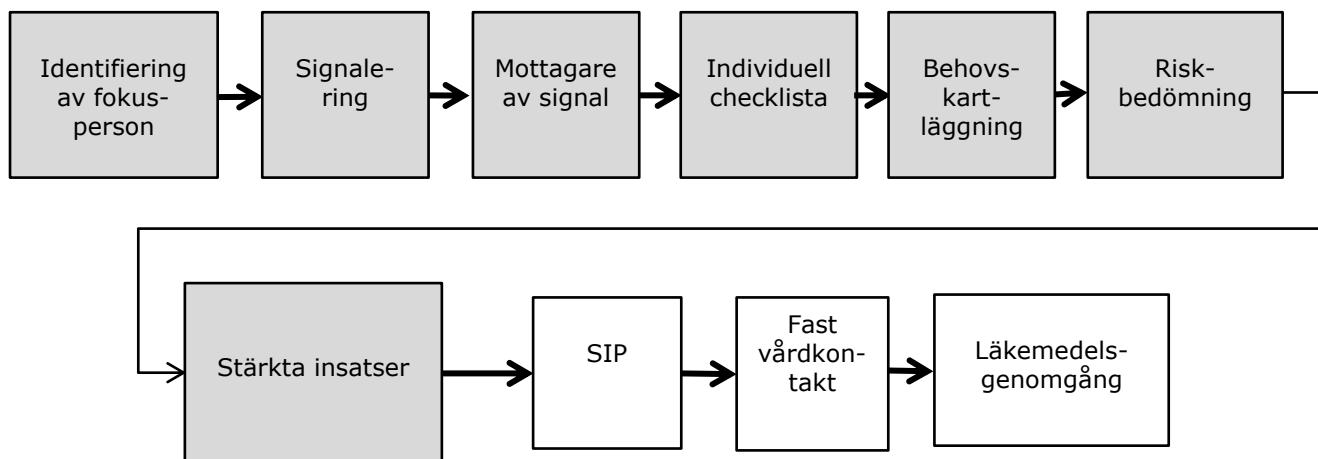 Identifiering
av fokus-
person
Signale-
ring
Mottagare
av signal
Individuell
checklista
Behovs-
kart-
läggning
Risk-
bedömning
Stärkta insatser
SIP
Fast
vårdkon-
takt
Läkemedels-
genomgång